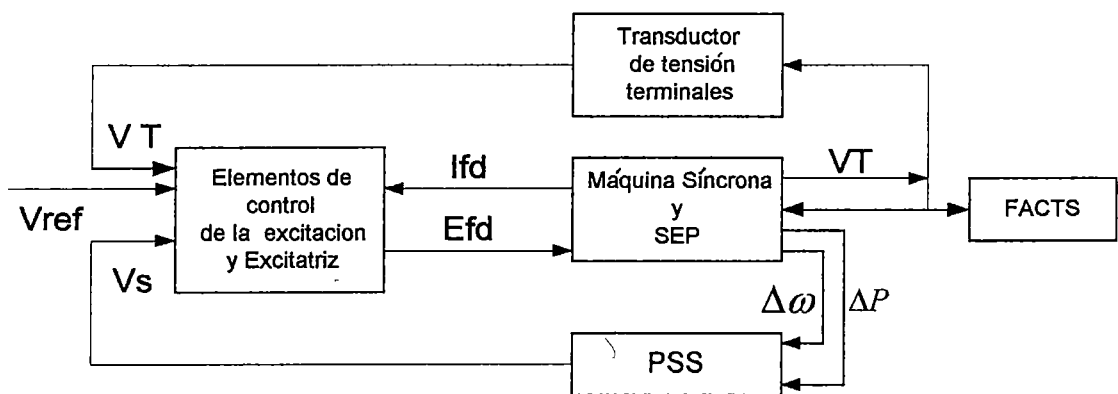 Transductor
de tensión
terminales
V T
Elementos de
control
de la excitacion
y Excitatriz
Ifd
Máquina Síncrona
y
SEP
VT
FACTS
Vref
Efd
Vs
Δω
ΔP
PSS